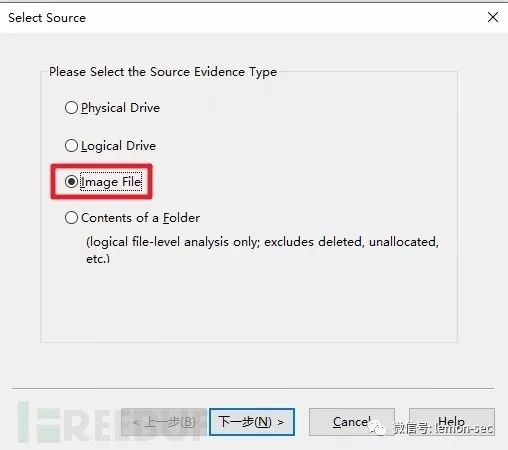 Select Source
Please Select the Source Evidence Type
Physical Drive
Logical Drive
Image File
Contents of a Folder
(logical file-level analysis only; excludes deleted, unallocated,
etc.)
FREEBUF
< 上一步(B) 下一步(N) > Cancel Help
微信号: lemon-sec